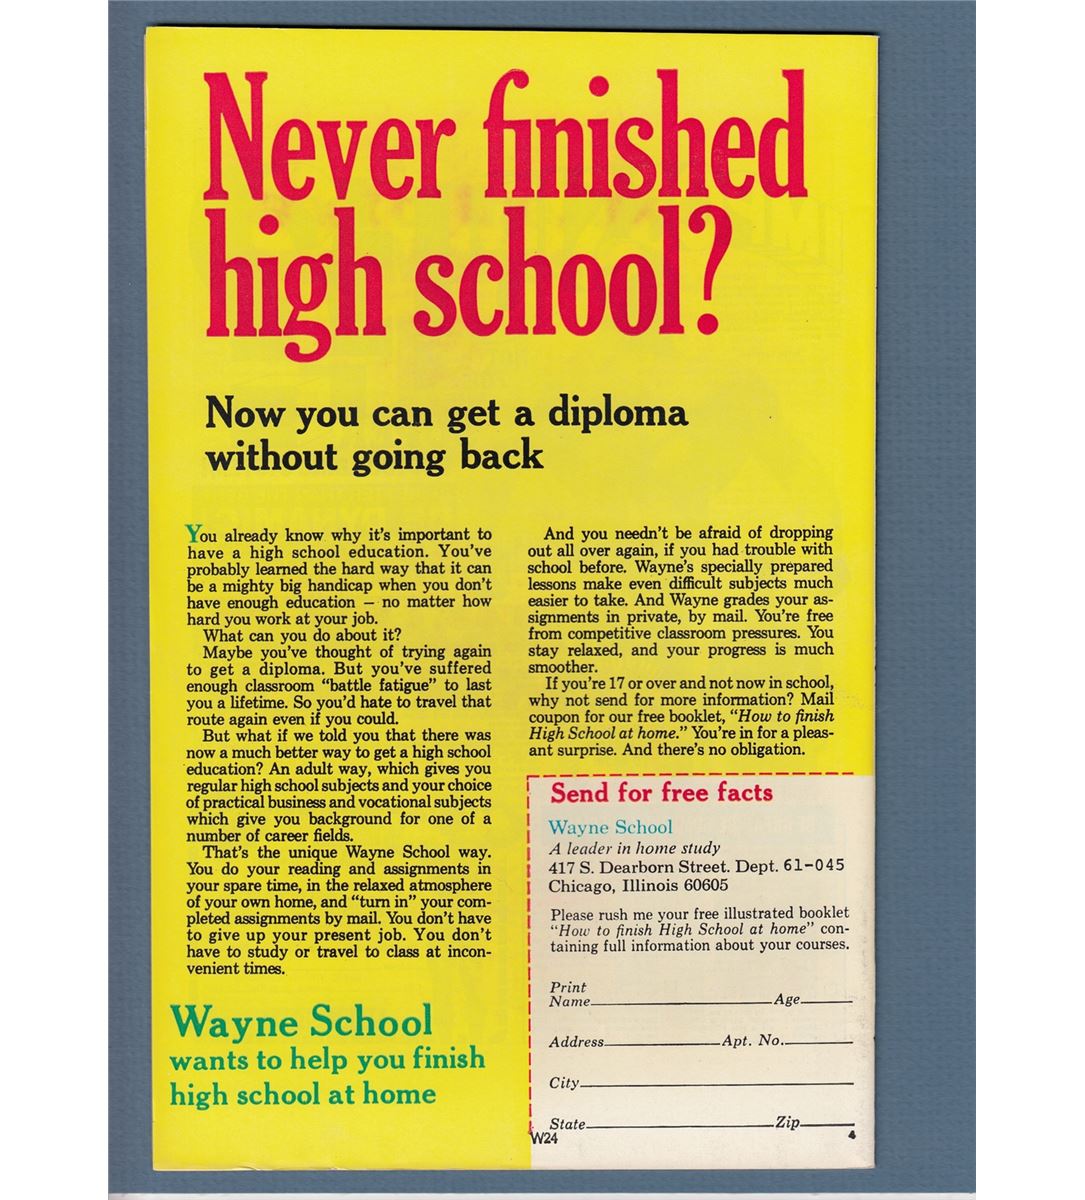 Never finished
high school?
Now you can get a diploma
without going back
You already know why it's important to
have a high school education. You've
probably learned the hard way that it can
be a mighty big handicap when you don't
have enough education — no matter how
hard you work at your job.
What can you do about it?
Maybe you've thought of trying again
to get a diploma. But you've suffered
enough classroom "battle fatigue" to last
you a lifetime. So you'd hate to travel that
route again even if you could.
But what if we told you that there was
now a much better way to get a high school
education? An adult way, which gives you
regular high school subjects and your choice
of practical business and vocational subjects
which give you background for one of a
number of career fields.
That's the unique Wayne School way.
You do your reading and assignments in
your spare time, in the relaxed atmosphere
of your own home, and "turn in" your com-
pleted assignments by mail. You don't have
to give up your present job. You don't
have to study or travel to class at incon-
venient times.
Wayne School
wants to help you finish
high school at home
And you needn't be afraid of dropping
out all over again, if you had trouble with
school before. Wayne's specially prepared
lessons make even difficult subjects much
easier to take. And Wayne grades your as-
signments in private, by mail. You're free
from competitive classroom pressures. You
stay relaxed, and your progress is much
smoother.
If you're 17 or over and not now in school,
why not send for more information? Mail
coupon for our free booklet, "How to finish
High School at home." You're in for a pleas-
ant surprise. And there's no obligation.
Send for free facts
Wayne School
A leader in home study
417 S. Dearborn Street. Dept. 61-045
Chicago, Illinois 60605
Please rush me your free illustrated booklet
"How to finish High School at home" con-
taining full information about your courses.
Print
Name Age
Address Apt. No.
City
State Zip
W24 4